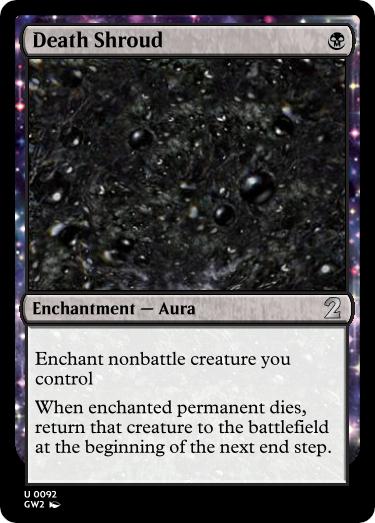 Death Shroud
Enchantment — Aura
2
Enchant nonbattle creature you
control
When enchanted permanent dies,
return that creature to the battlefield
at the beginning of the next end step.
U 0092
GW2